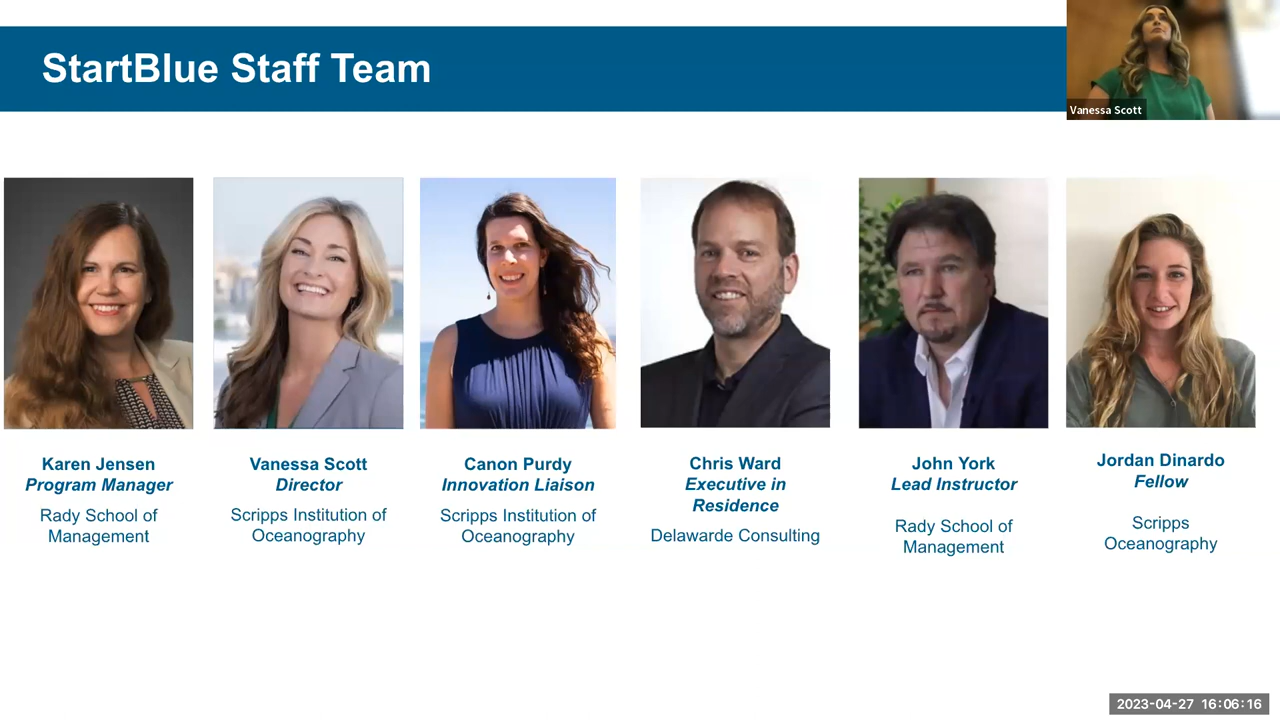 StartBlue Staff Team
Vanessa Scott
Karen Jensen
Program Manager
Rady School of
Management
Vanessa Scott
Director
Scripps Institution of
Oceanography
Canon Purdy
Innovation Liaison
Scripps Institution of
Oceanography
Chris Ward
Executive in
Residence
Delawarde Consulting
John York
Lead Instructor
Rady School of
Management
Jordan Dinardo
Fellow
Scripps
Oceanography
2023-04-27 16:06:16